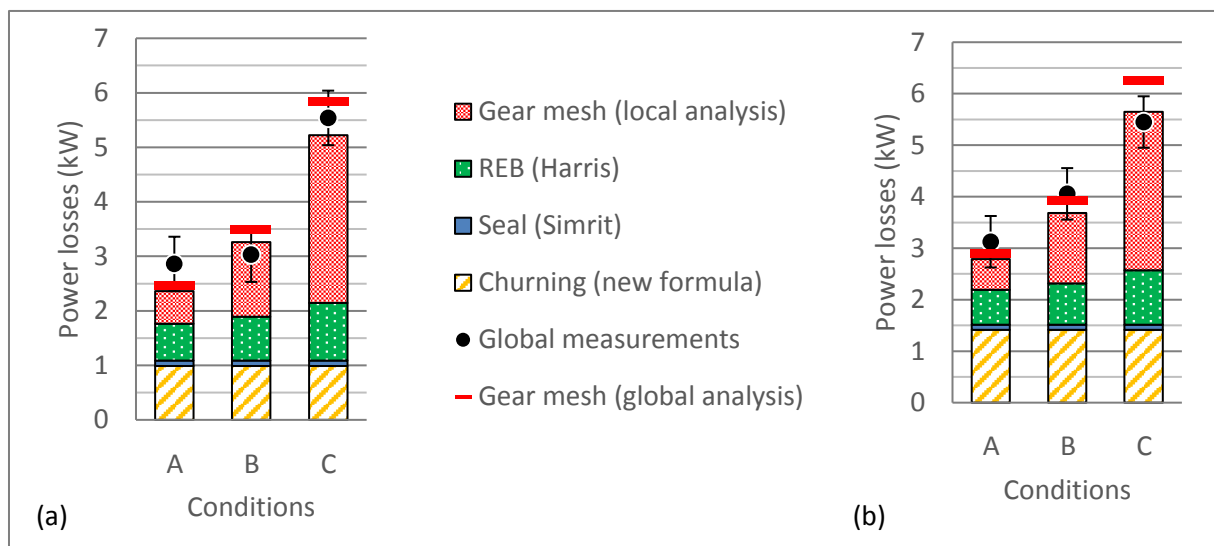 7
6
5
4
3
2
1
0
Power losses (kW)
A B C
Conditions
(a)
Gear mesh (local analysis)
REB (Harris)
Seal (Simrit)
Churning (new formula)
Global measurements
Gear mesh (global analysis)
7
6
5
4
3
2
1
0
Power losses (kW)
A B C
Conditions
(b)